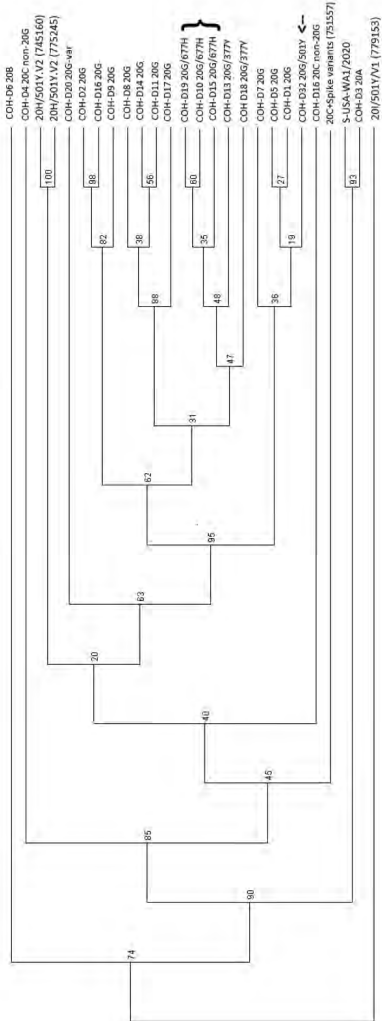 COH-D6 20B
COH-D4 20C non-20G
20H/501Y.V2 (745160)
20H/501Y.V2 (775245)
COH-D20 20G-var
COH-D2 20G
COH-D16 20G
COH-D9 20G
COH-D8 20G
COH-D14 20G
COH-D11 20G
COH-D17 20G
COH-D19 20G/677H
COH-D10 20G/677H }
COH-D15 20G/677H
COH-D13 20G/377Y
COH D18 20G/377Y
COH-D7 20G
COH-D5 20G
COH-D1 20G
COH-D32 20G/501Y <--
COH-D16 20C non-20G
20C+Spike variants (751557)
S-USA-WA1/2020
COH-D3 20A
20I/501Y/V1 (779153)
100
98
56
60
27
93
82
38
35
19
88
48
36
47
91
62
95
63
20
40
45
85
90
74